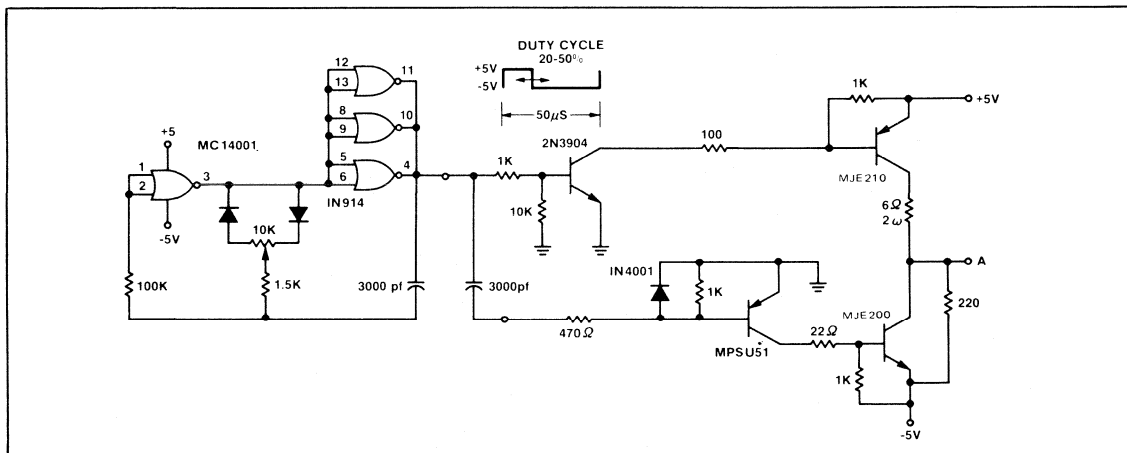 DUTY CYCLE
20-50%
+5V
-5V
50μS
12
13
11
8
9
10
5
6
4
+5
MC14001
1
2
3
-5V
IN914
10K
100K
1.5K
3000 pf
3000pf
1K
10K
2N3904
100
1K
+5V
MJE210
6Ω
2ω
A
220
IN4001
1K
470Ω
MPSU51
22Ω
MJE200
1K
-5V